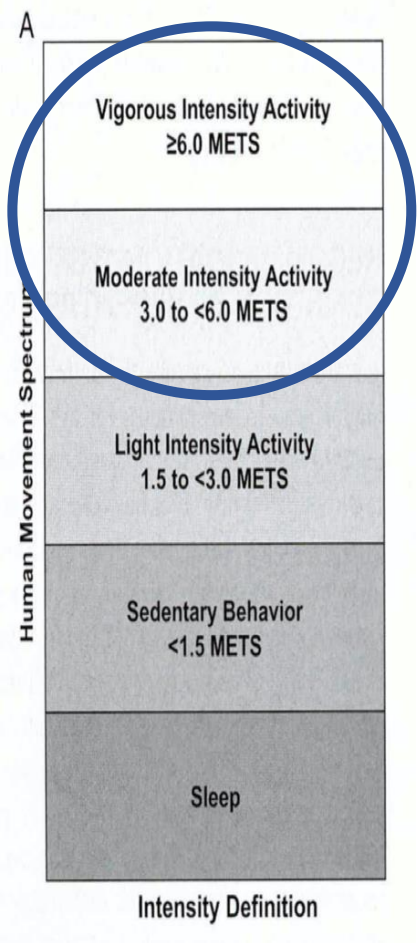 A
Vigorous Intensity Activity
≥6.0 METS
Moderate Intensity Activity
3.0 to <6.0 METS
Human Movement Spectrum
Light Intensity Activity
1.5 to <3.0 METS
Sedentary Behavior
<1.5 METS
Sleep
Intensity Definition